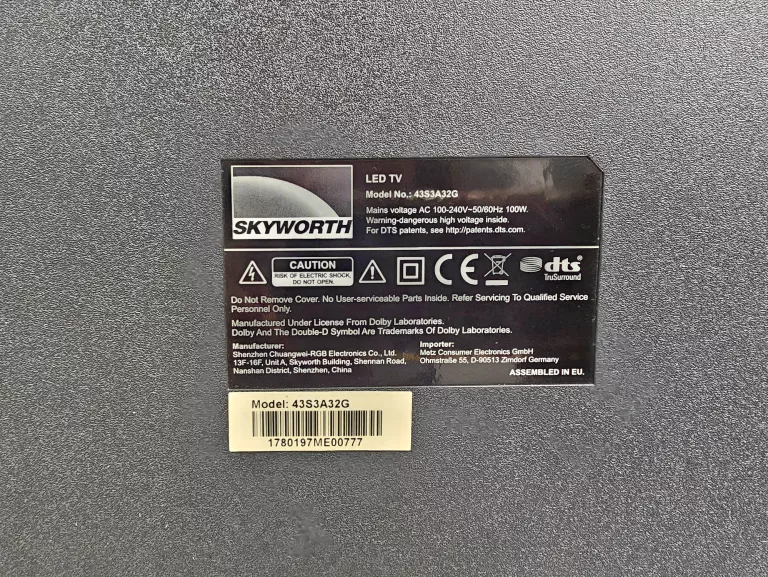 SKYWORTH
LED TV
Model No.: 43S3A32G
Mains voltage AC 100-240V~50/60Hz 100W.
Warning-dangerous high voltage inside.
For DTS patents, see http://patents.dts.com.
CAUTION
RISK OF ELECTRIC SHOCK,
DO NOT OPEN.
CE
dts
TruSurround
Do Not Remove Cover. No User-serviceable Parts Inside. Refer Servicing To Qualified Service
Personnel Only.
Manufactured Under License From Dolby Laboratories.
Dolby And The Double-D Symbol Are Trademarks Of Dolby Laboratories.
Manufacturer:
Shenzhen Chuangwei-RGB Electronics Co., Ltd.
13F-16F, Unit A, Skyworth Building, Shennan Road,
Nanshan District, Shenzhen, China
Importer:
Metz Consumer Electronics GmbH
Ohmstraße 55, D-90513 Zirndorf Germany
ASSEMBLED IN EU.
Model: 43S3A32G
1780197ME00777